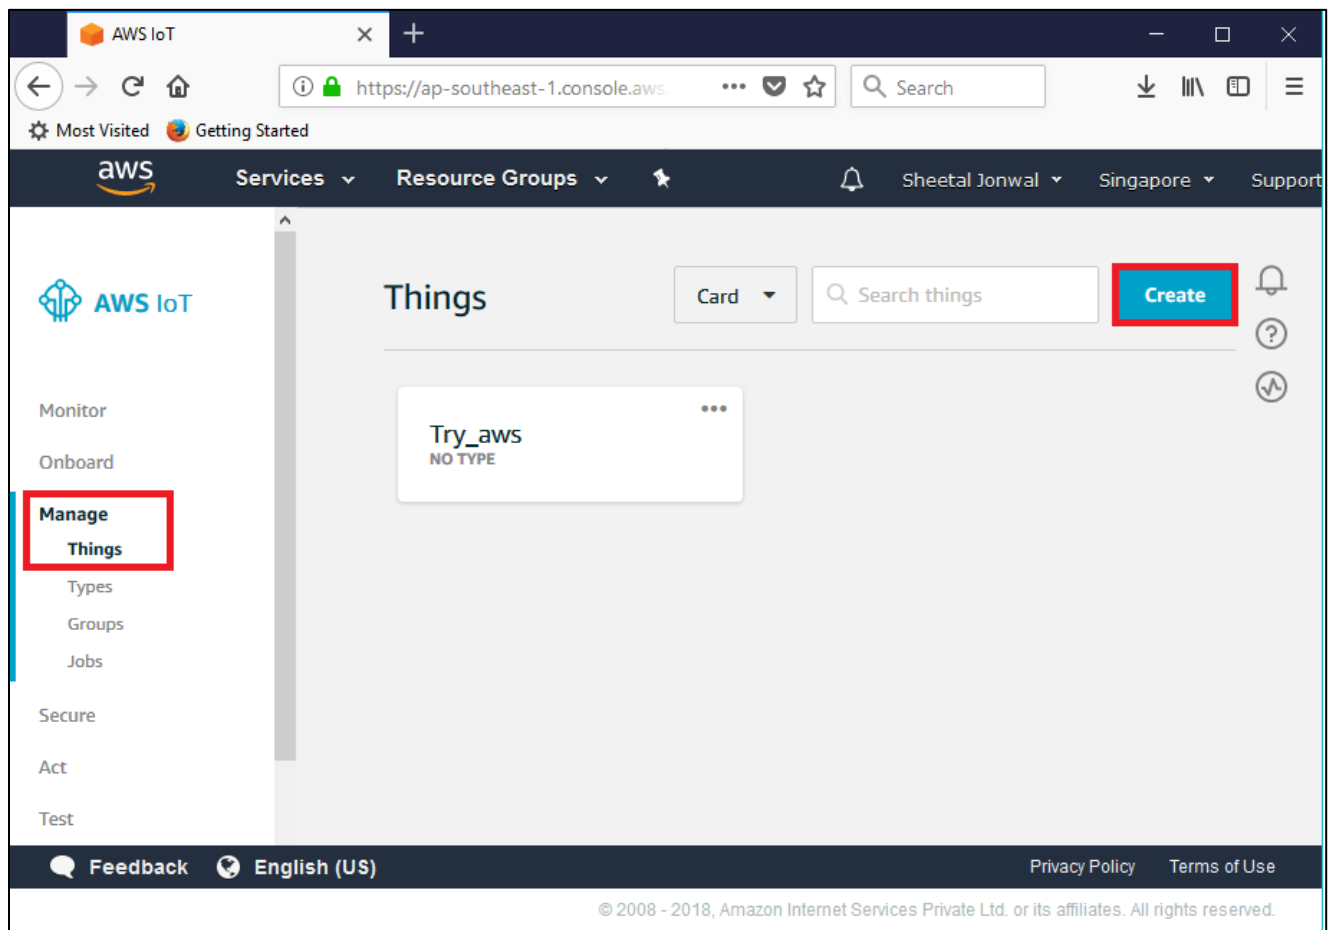 AWS IoT
https://ap-southeast-1.console.aws.
Search
Most Visited
Getting Started
aws
Services
Resource Groups
Sheetal Jonwal
Singapore
Support
AWS IoT
Monitor
Onboard
Manage
Things
Types
Groups
Jobs
Secure
Act
Test
Things
Card
Search things
Create
Try_aws
NO TYPE
Feedback
English (US)
Privacy Policy
Terms of Use
© 2008 - 2018, Amazon Internet Services Private Ltd. or its affiliates. All rights reserved.